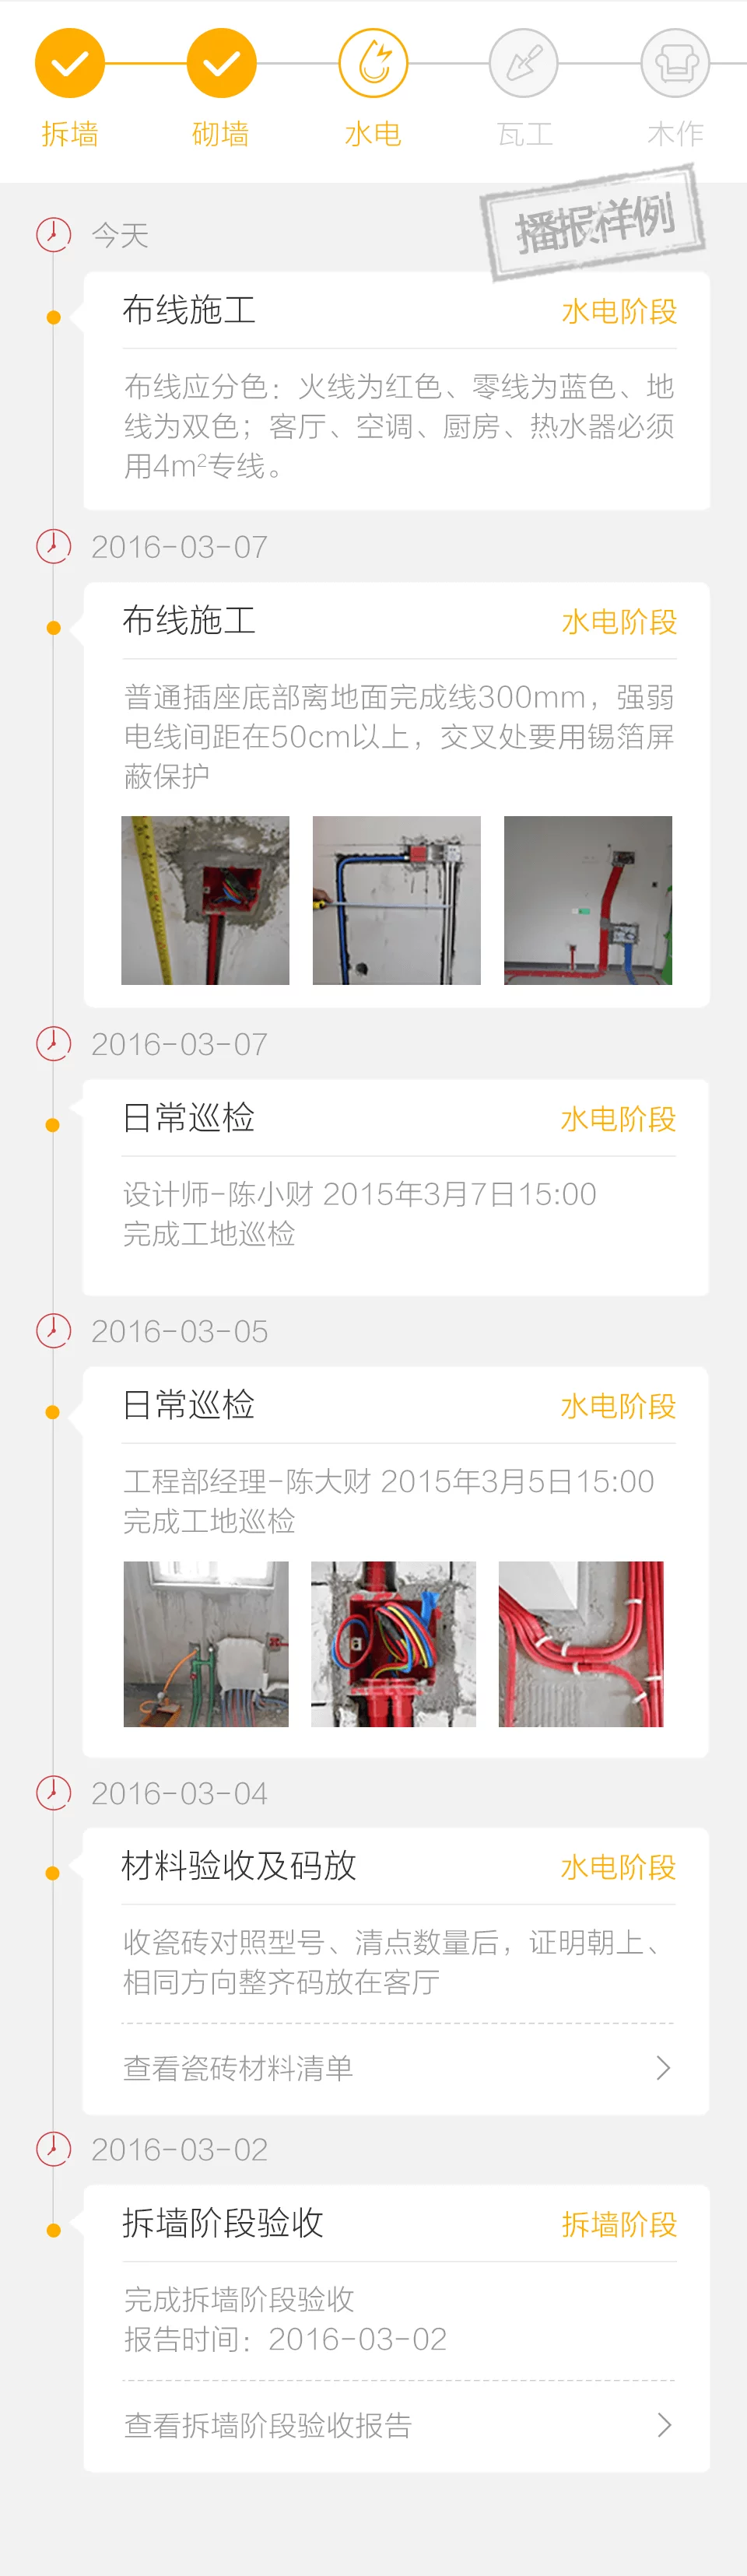 拆墙
砌墙
水电
瓦工
木作
播报样例
今天
布线施工
水电阶段
布线应分色：火线为红色、零线为蓝色、地
线为双色；客厅、空调、厨房、热水器必须
用4m²专线。
2016-03-07
布线施工
水电阶段
普通插座底部离地面完成线300mm，强弱
电线间距在50cm以上，交叉处要用锡箔屏
蔽保护
2016-03-07
日常巡检
水电阶段
设计师-陈小财 2015年3月7日15:00
完成工地巡检
2016-03-05
日常巡检
水电阶段
工程部经理-陈大财 2015年3月5日15:00
完成工地巡检
2016-03-04
材料验收及码放
水电阶段
收瓷砖对照型号、清点数量后，证明朝上、
相同方向整齐码放在客厅
查看瓷砖材料清单
2016-03-02
拆墙阶段验收
拆墙阶段
完成拆墙阶段验收
报告时间：2016-03-02
查看拆墙阶段验收报告